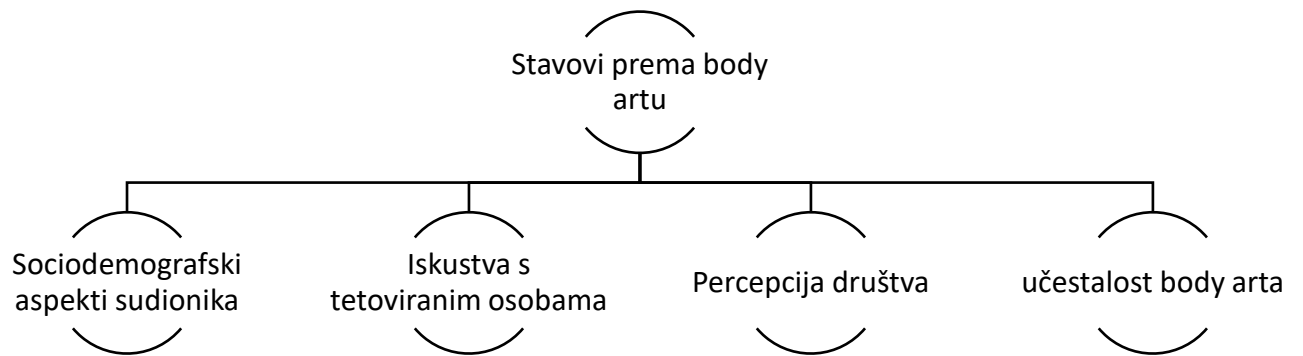 Stavovi prema body
artu
Sociodemografski
aspekti sudionika
Iskustva s
tetoviranim osobama
Percepcija društva
učestalost body arta